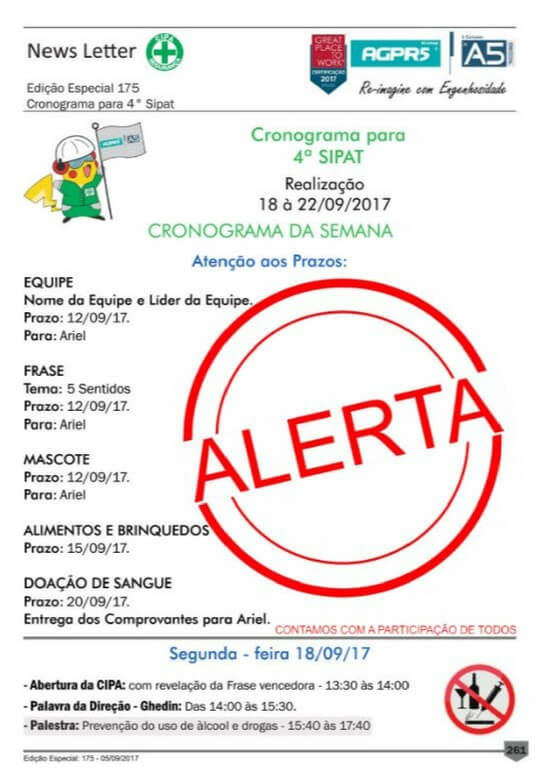 News Letter
CIPA
SEGURANÇA
GREAT
PLACE
TO
WORK
CERTIFICAÇÃO
2017
AGPR5
A5
Re-imagine com Engenhosidade
Edição Especial 175
Cronograma para 4° Sipat
AGPR5
Cronograma para
4ª SIPAT
Realização
18 à 22/09/2017
CRONOGRAMA DA SEMANA
Atenção aos Prazos:
EQUIPE
Nome da Equipe e Líder da Equipe.
Prazo: 12/09/17.
Para: Ariel
FRASE
Tema: 5 Sentidos
Prazo: 12/09/17.
Para: Ariel
ALERTA
MASCOTE
Prazo: 12/09/17.
Para: Ariel
ALIMENTOS E BRINQUEDOS
Prazo: 15/09/17.
DOAÇÃO DE SANGUE
Prazo: 20/09/17.
Entrega dos Comprovantes para Ariel.
CONTAMOS COM A PARTICIPAÇÃO DE TODOS
Segunda - feira 18/09/17
- Abertura da CIPA: com revelação da Frase vencedora - 13:30 às 14:00
- Palavra da Direção - Ghedin: Das 14:00 às 15:30.
- Palestra: Prevenção do uso de àlcool e drogas - 15:40 às 17:40
Edição Especial: 175 - 05/09/2017
261